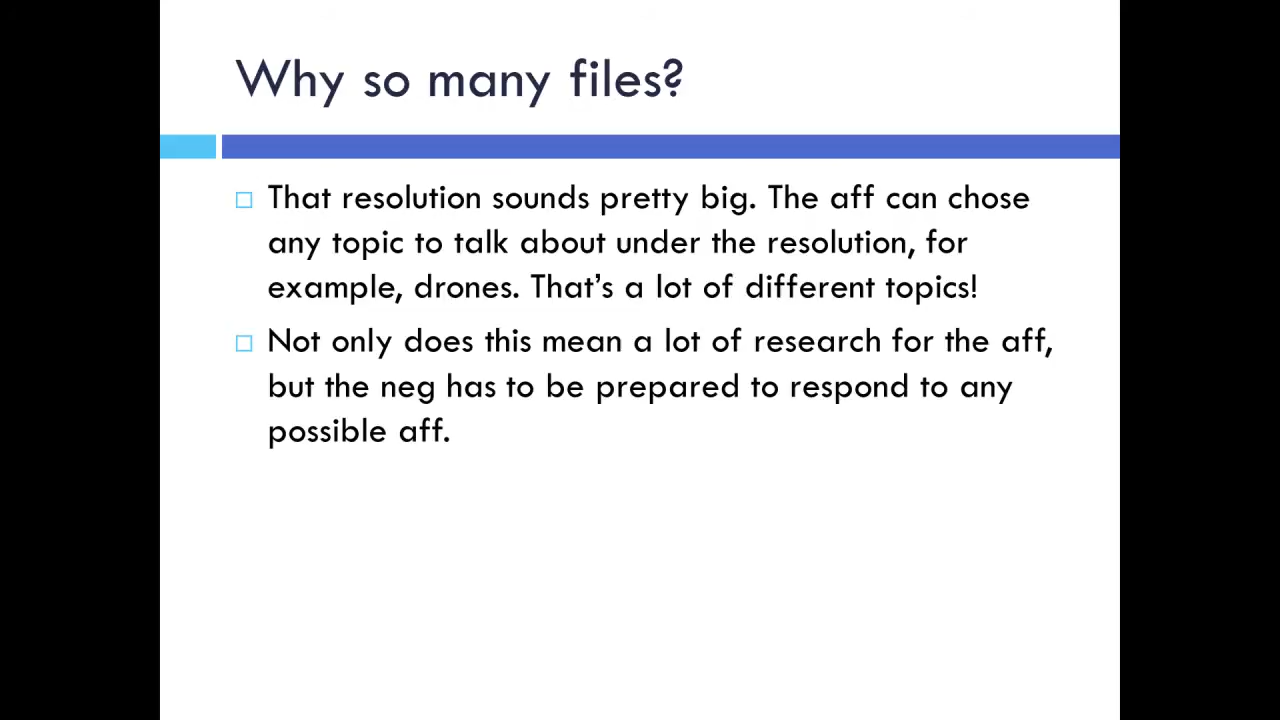 Why so many files?
That resolution sounds pretty big. The aff can chose
any topic to talk about under the resolution, for
example, drones. That’s a lot of different topics!
Not only does this mean a lot of research for the aff,
but the neg has to be prepared to respond to any
possible aff.